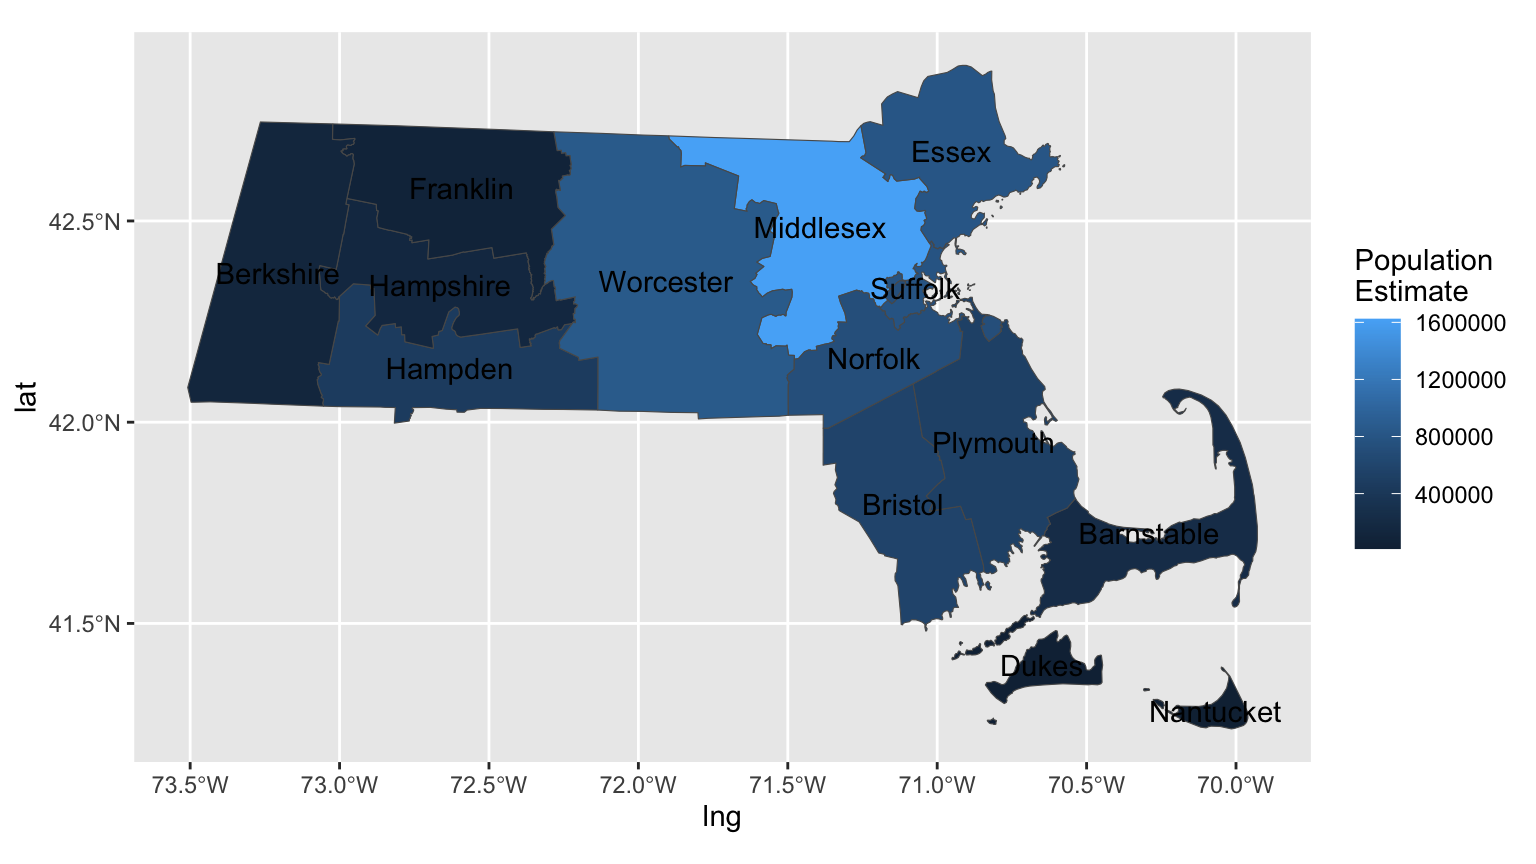 Essex
Franklin
Middlesex
Berkshire
Hampshire
Worcester
Suffolk
Norfolk
Hampden
Plymouth
Bristol
Barnstable
Dukes
Nantucket
42.5°N
42.0°N
41.5°N
lat
73.5°W
73.0°W
72.5°W
72.0°W
71.5°W
71.0°W
70.5°W
70.0°W
lng
Population
Estimate
1600000
1200000
800000
400000